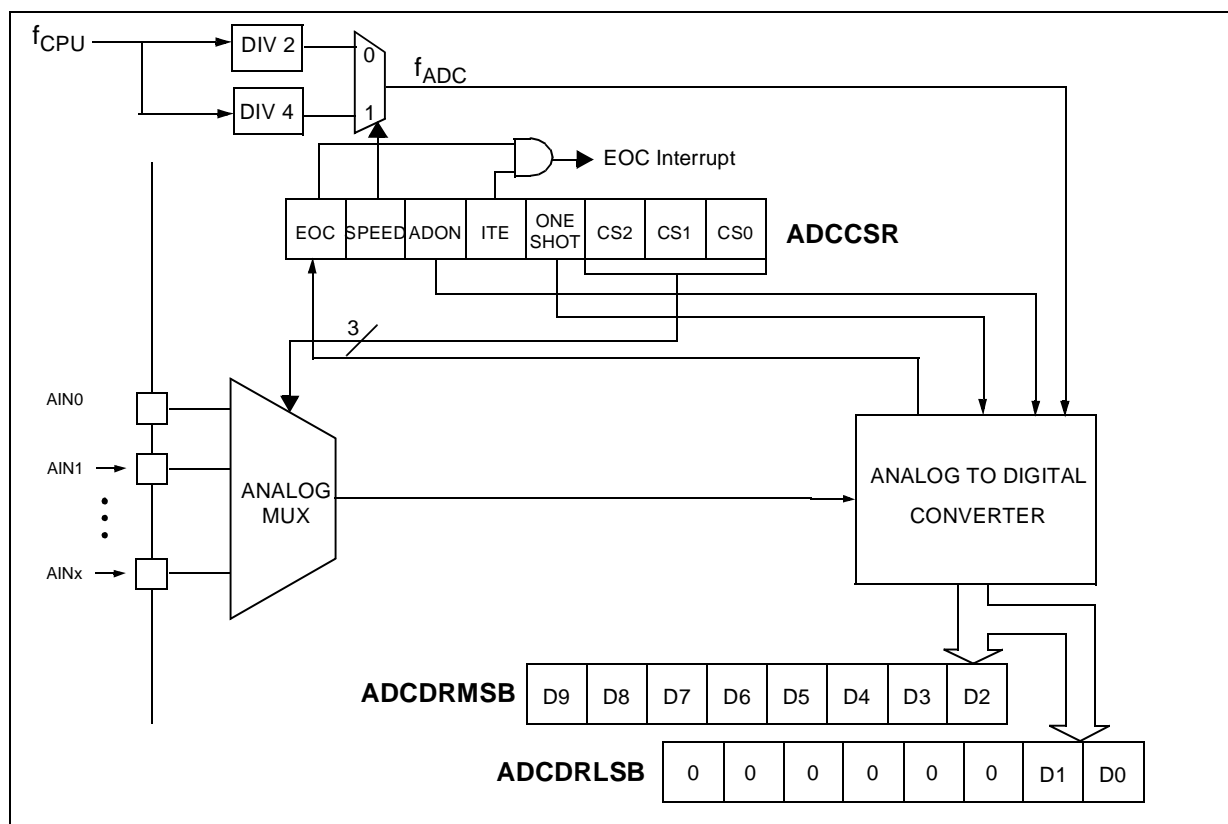 fCPU
DIV 2
0
fADC
DIV 4
1
EOC Interrupt
EOC SPEED ADON ITE ONE SHOT CS2 CS1 CS0 ADCCSR
3
AIN0
AIN1
ANALOG
MUX
ANALOG TO DIGITAL
CONVERTER
AINx
ADCDRMSB D9 D8 D7 D6 D5 D4 D3 D2
ADCDRLSB 0 0 0 0 0 0 D1 D0